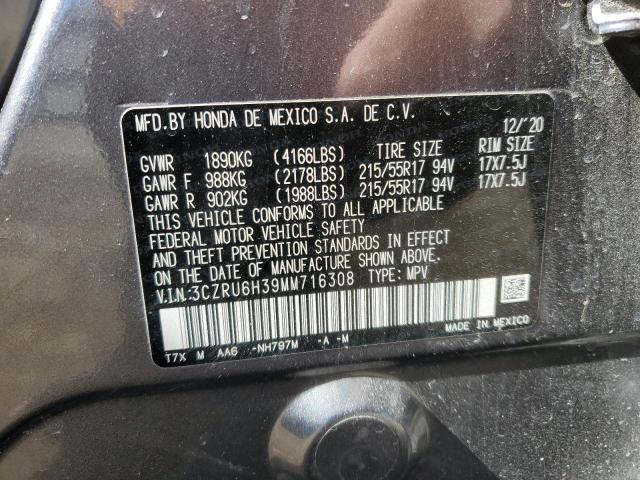 MFD.BY HONDA DE MEXICO S.A. DE C.V. 12/'20
GVWR 1890KG (4166LBS) TIRE SIZE RIM SIZE
GAWR F 988KG (2178LBS) 215/55R17 94V 17X7.5J
GAWR R 902KG (1988LBS) 215/55R17 94V 17X7.5J
THIS VEHICLE CONFORMS TO ALL APPLICABLE
FEDERAL MOTOR VEHICLE SAFETY
AND THEFT PREVENTION STANDARDS IN EFFECT
ON THE DATE OF MANUFACTURE SHOWN ABOVE.
V.I.N:3CZRU6H39MM716308 TYPE: MPV
T7X M AA6 -NH797M -A -M MADE IN MEXICO